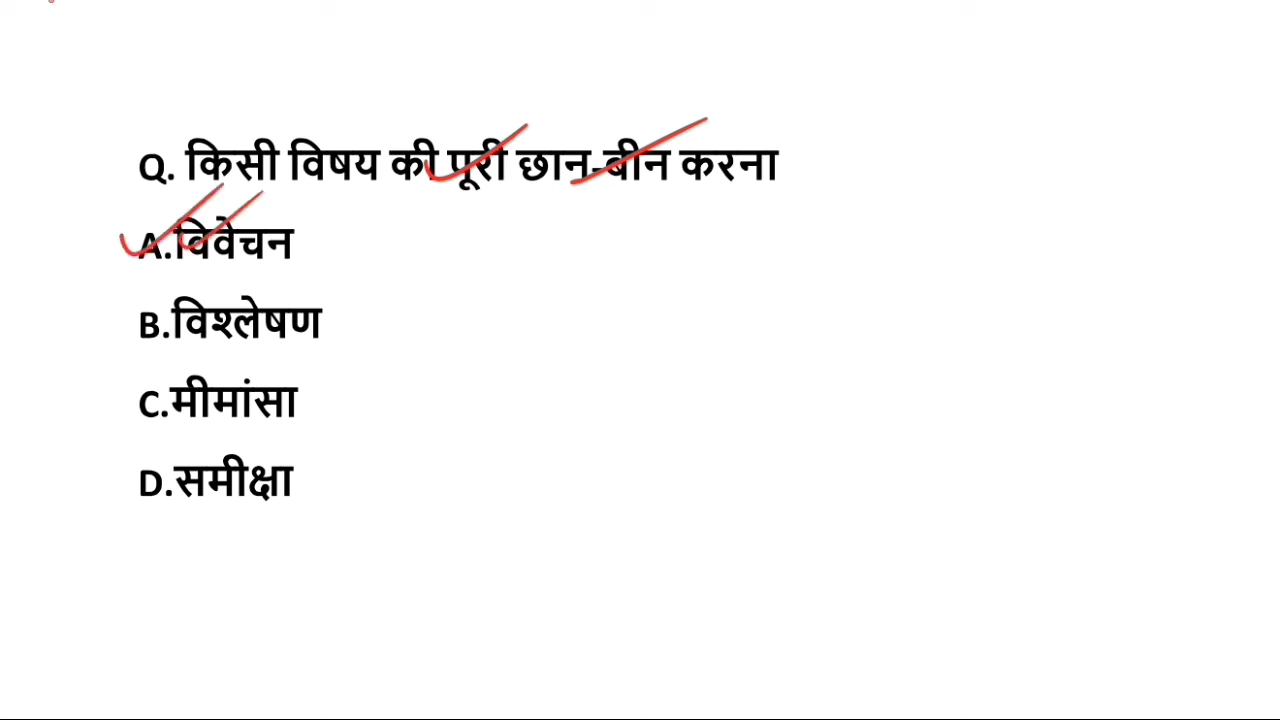 Q. किसी विषय की पूरी छान-बीन करना
A.विवेचन
B.विश्लेषण
C.मीमांसा
D.समीक्षा